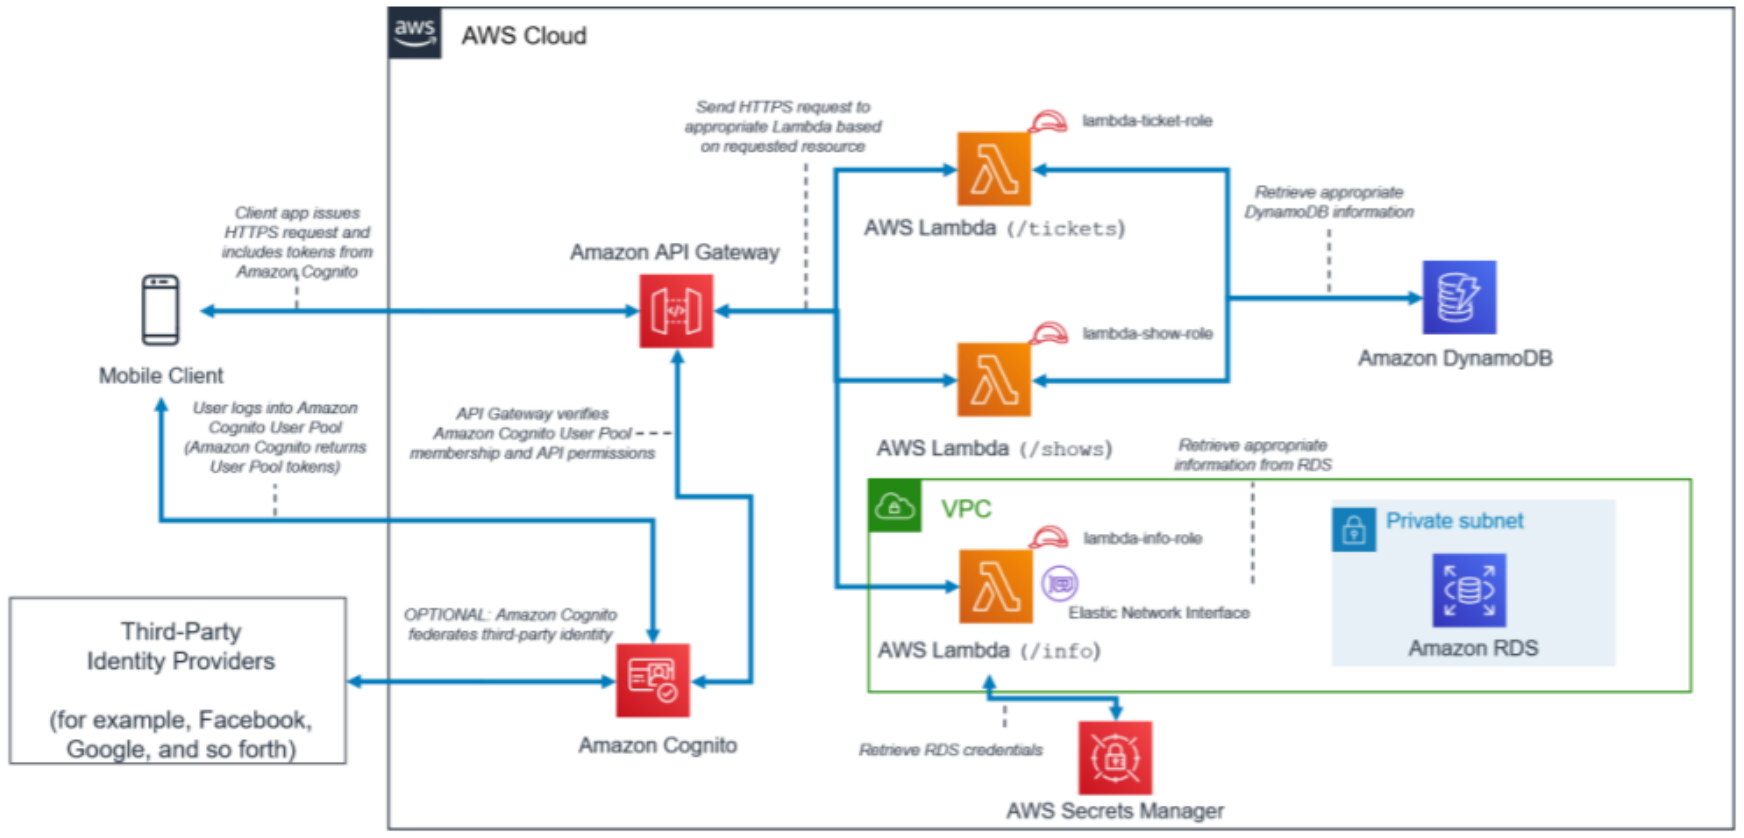 aws
AWS Cloud
Send HTTPS request to
appropriate Lambda based
on requested resource
lambda-ticket-role
AWS Lambda (/tickets)
Retrieve appropriate
DynamoDB information
Client app issues
HTTPS request and
includes tokens from
Amazon Cognito
Amazon API Gateway
</>
Mobile Client
lambda-show-role
Amazon DynamoDB
User logs into Amazon
Cognito User Pool
(Amazon Cognito returns
User Pool tokens)
API Gateway verifies
Amazon Cognito User Pool
membership and API permissions
AWS Lambda (/shows)
Retrieve appropriate
information from RDS
VPC
Private subnet
lambda-info-role
Elastic Network Interface
AWS Lambda (/info)
Amazon RDS
OPTIONAL: Amazon Cognito
federates third-party identity
Third-Party
Identity Providers
(for example, Facebook,
Google, and so forth)
Amazon Cognito
Retrieve RDS credentials
AWS Secrets Manager